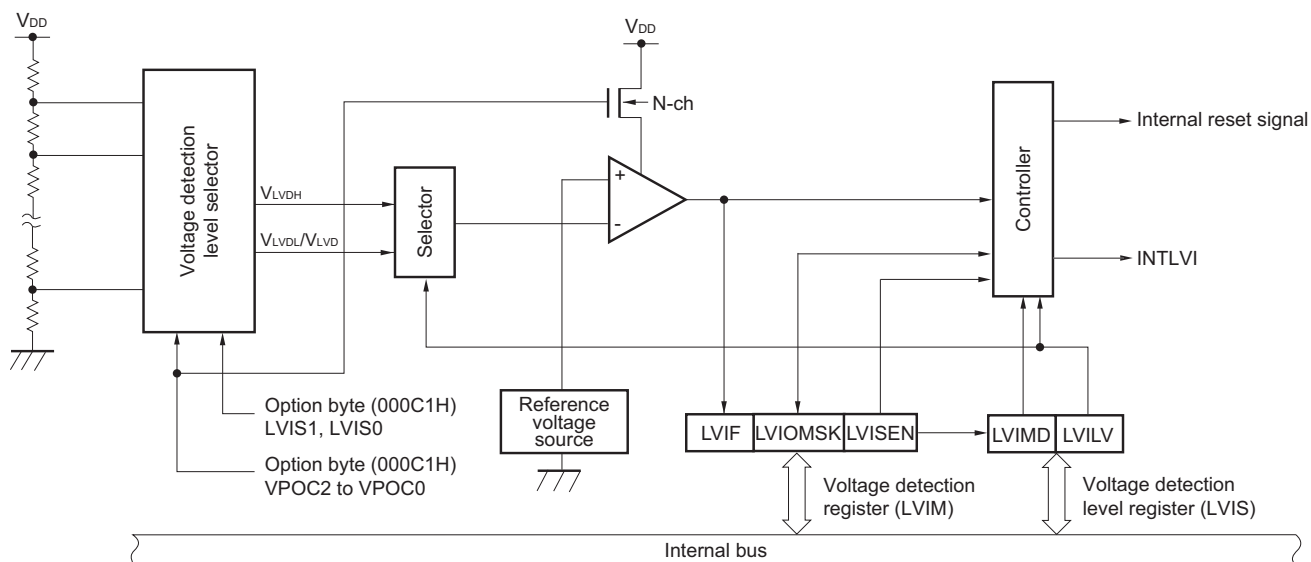 VDD
VDD
N-ch
Voltage detection
level selector
VLVDH
VLVDL/VLVD
Selector
+
-
Controller
Internal reset signal
INTLVI
Option byte (000C1H)
LVIS1, LVIS0
Option byte (000C1H)
VPOC2 to VPOC0
Reference
voltage
source
LVIF
LVIOMSK
LVISEN
LVIMD
LVILV
Voltage detection
register (LVIM)
Voltage detection
level register (LVIS)
Internal bus